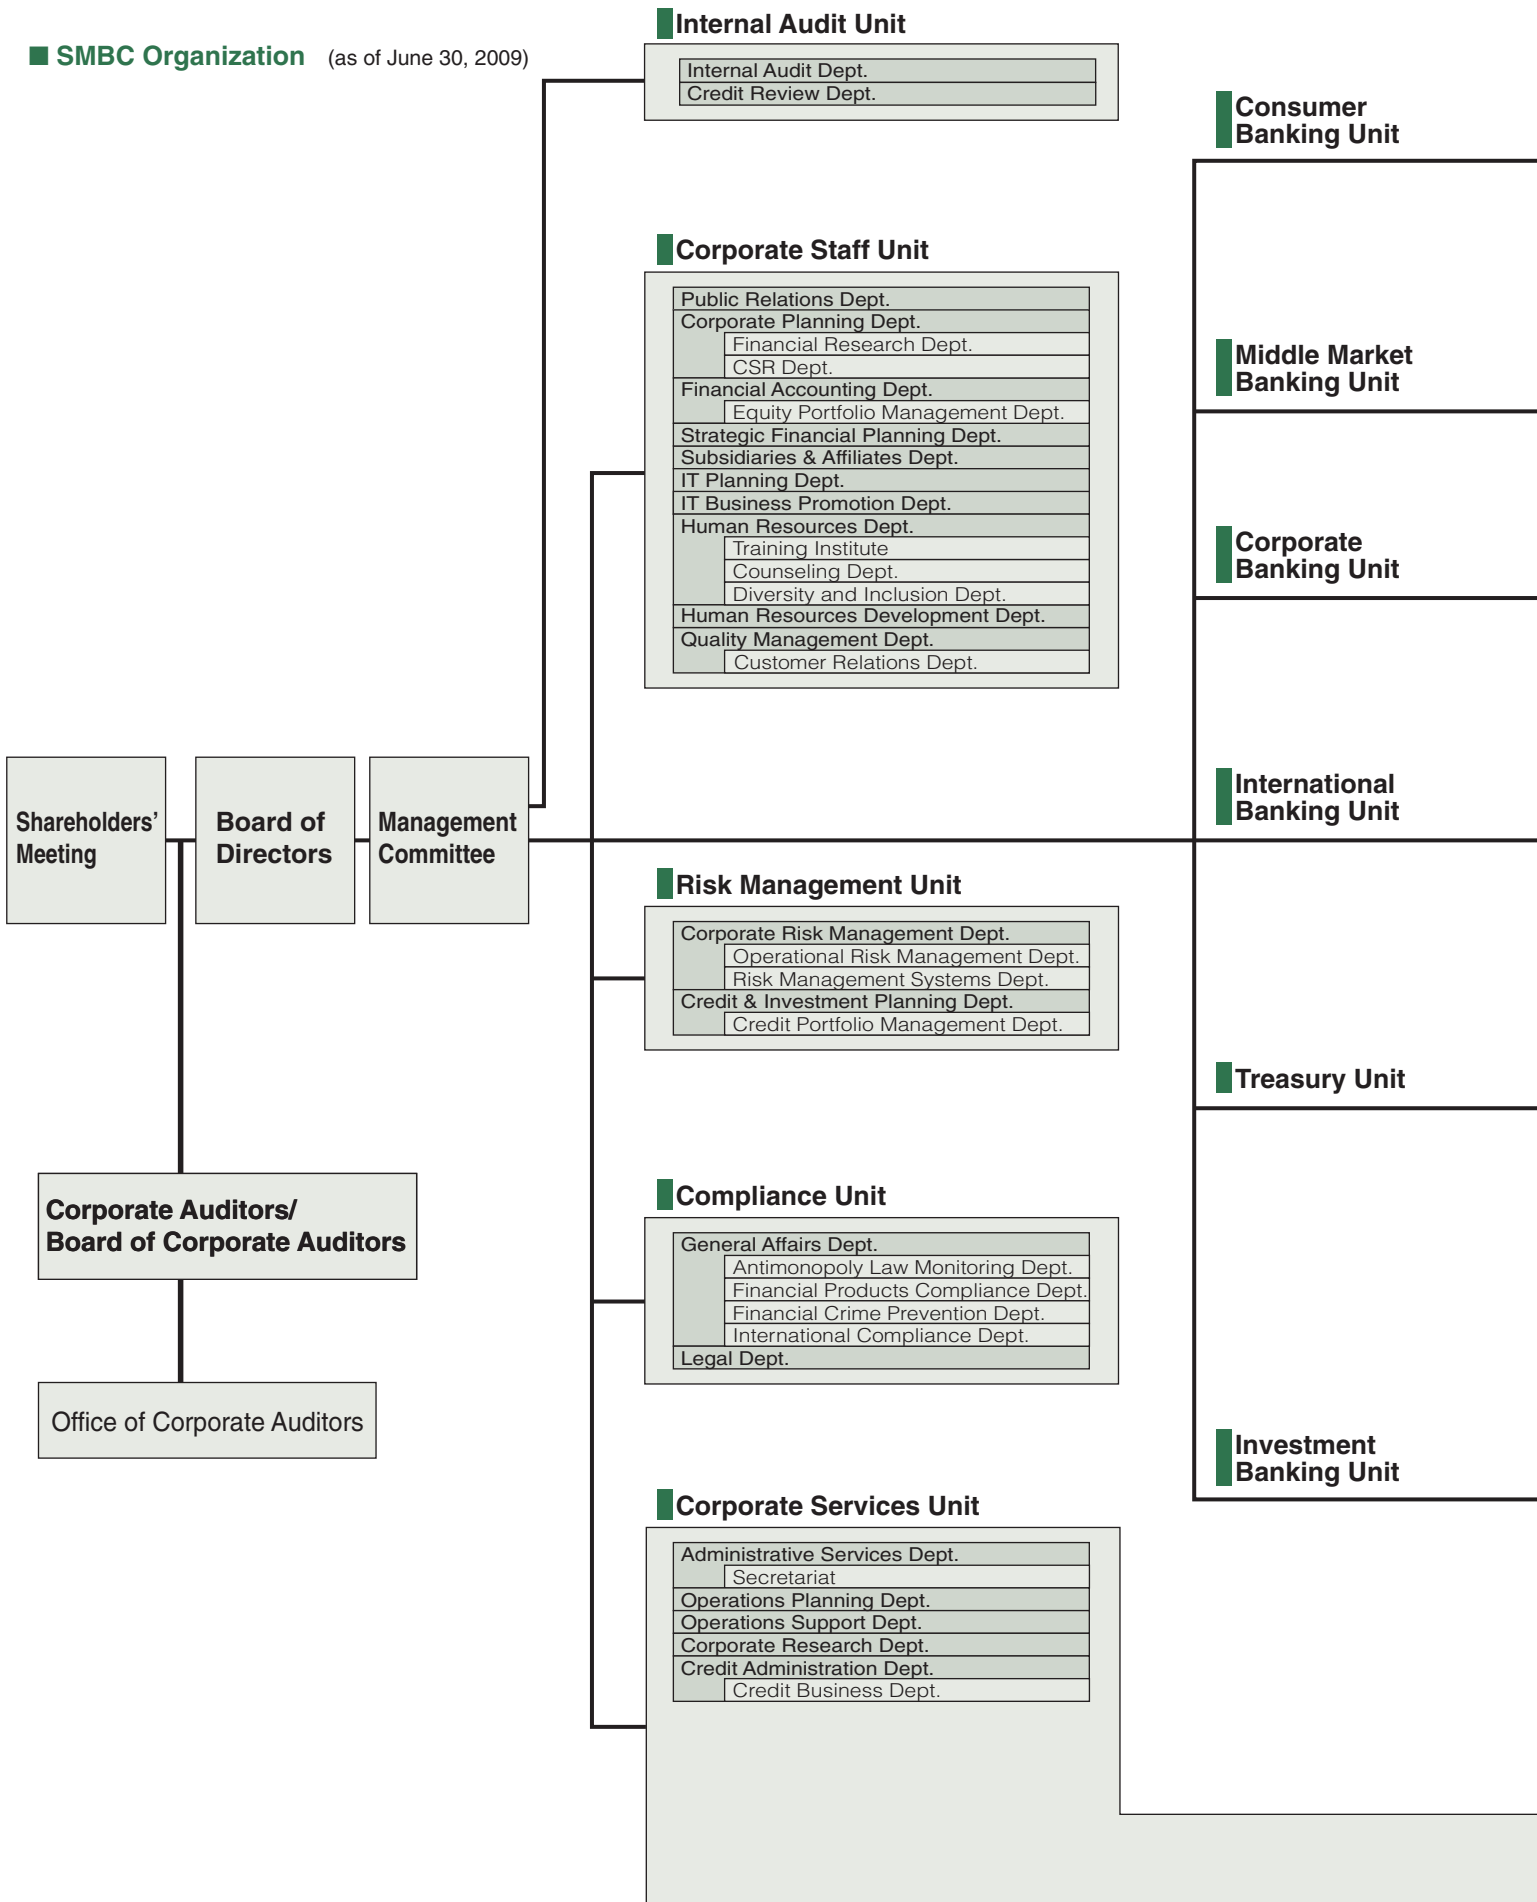 SMBC Organization (as of June 30, 2009)
Internal Audit Unit
Internal Audit Dept.
Credit Review Dept.
Corporate Staff Unit
Public Relations Dept.
Corporate Planning Dept.
Financial Research Dept.
CSR Dept.
Financial Accounting Dept.
Equity Portfolio Management Dept.
Strategic Financial Planning Dept.
Subsidiaries & Affiliates Dept.
IT Planning Dept.
IT Business Promotion Dept.
Human Resources Dept.
Training Institute
Counseling Dept.
Diversity and Inclusion Dept.
Human Resources Development Dept.
Quality Management Dept.
Customer Relations Dept.
Shareholders’
Meeting
Board of
Directors
Management
Committee
Risk Management Unit
Corporate Risk Management Dept.
Operational Risk Management Dept.
Risk Management Systems Dept.
Credit & Investment Planning Dept.
Credit Portfolio Management Dept.
Corporate Auditors/
Board of Corporate Auditors
Office of Corporate Auditors
Compliance Unit
General Affairs Dept.
Antimonopoly Law Monitoring Dept.
Financial Products Compliance Dept.
Financial Crime Prevention Dept.
International Compliance Dept.
Legal Dept.
Corporate Services Unit
Administrative Services Dept.
Secretariat
Operations Planning Dept.
Operations Support Dept.
Corporate Research Dept.
Credit Administration Dept.
Credit Business Dept.
Consumer
Banking Unit
Middle Market
Banking Unit
Corporate
Banking Unit
International
Banking Unit
Treasury Unit
Investment
Banking Unit